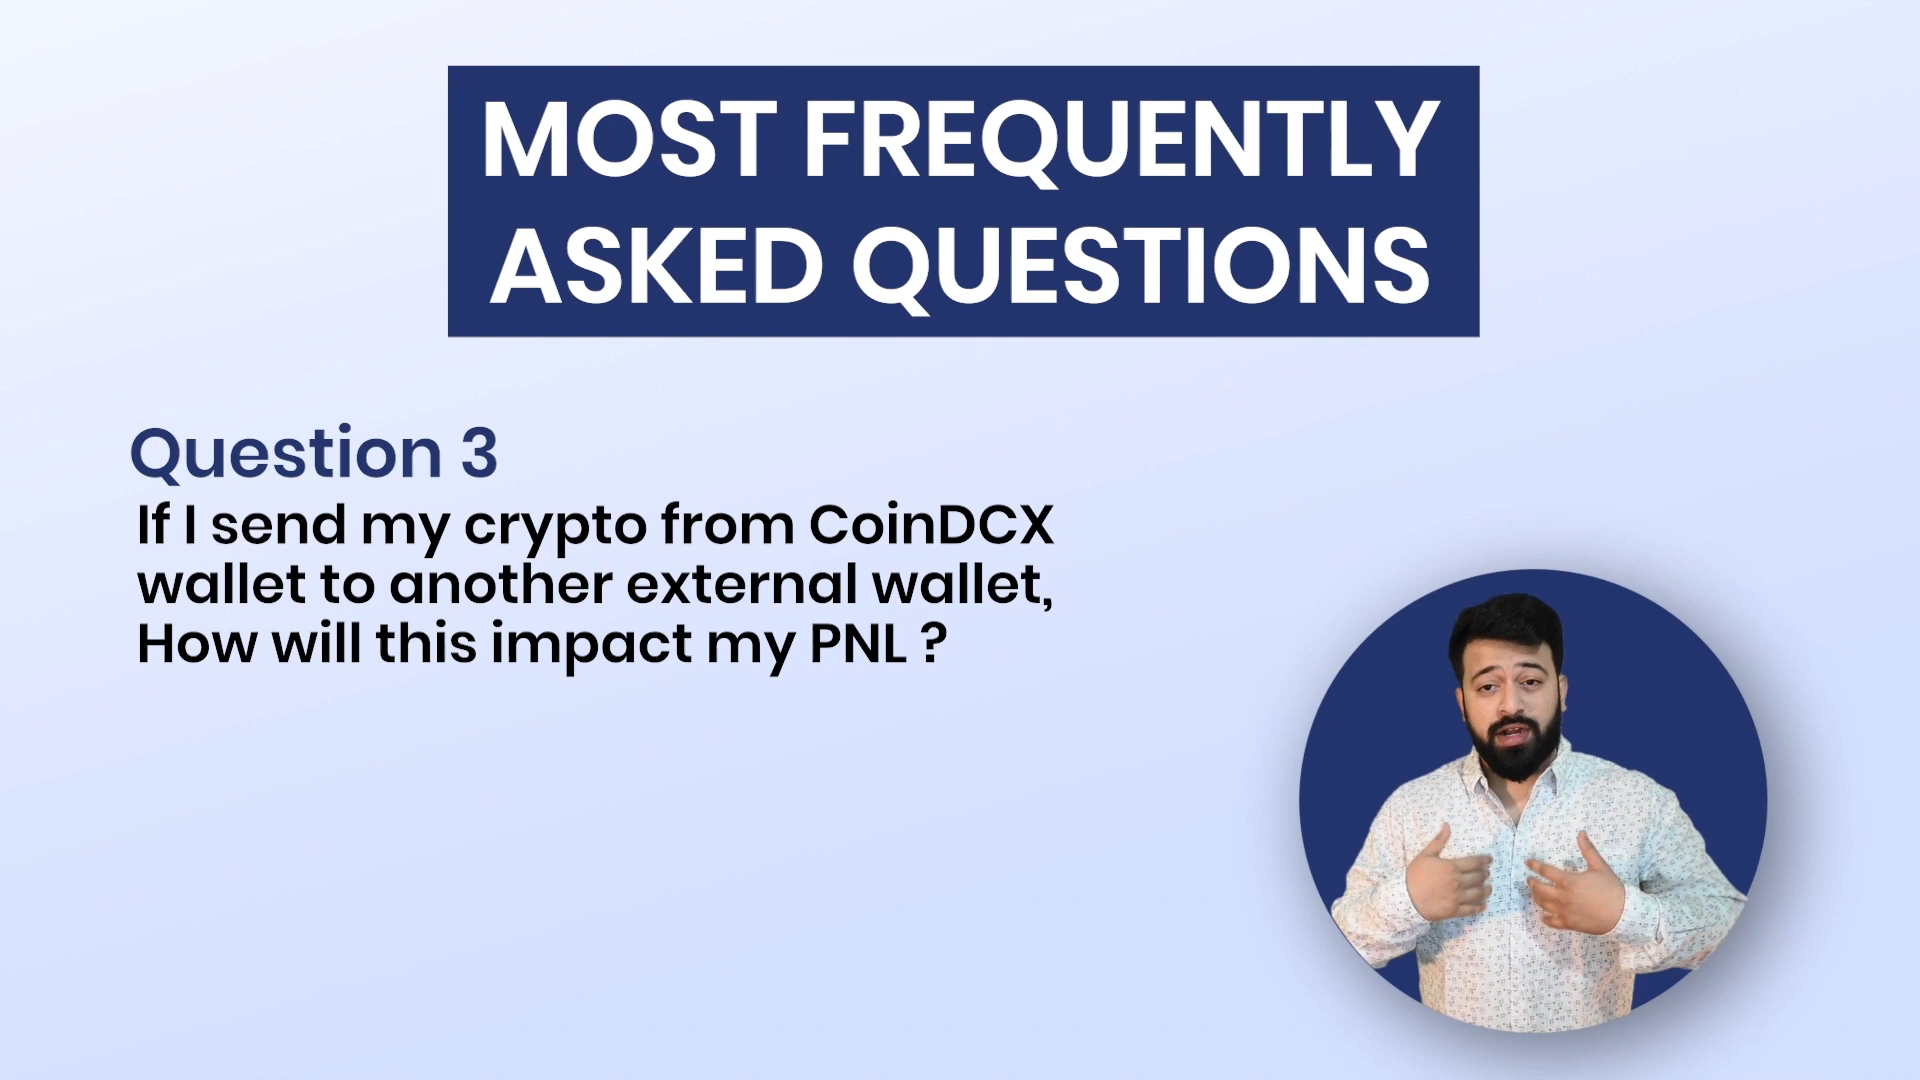 MOST FREQUENTLY
ASKED QUESTIONS
Question 3
If I send my crypto from CoinDCX
wallet to another external wallet,
How will this impact my PNL ?